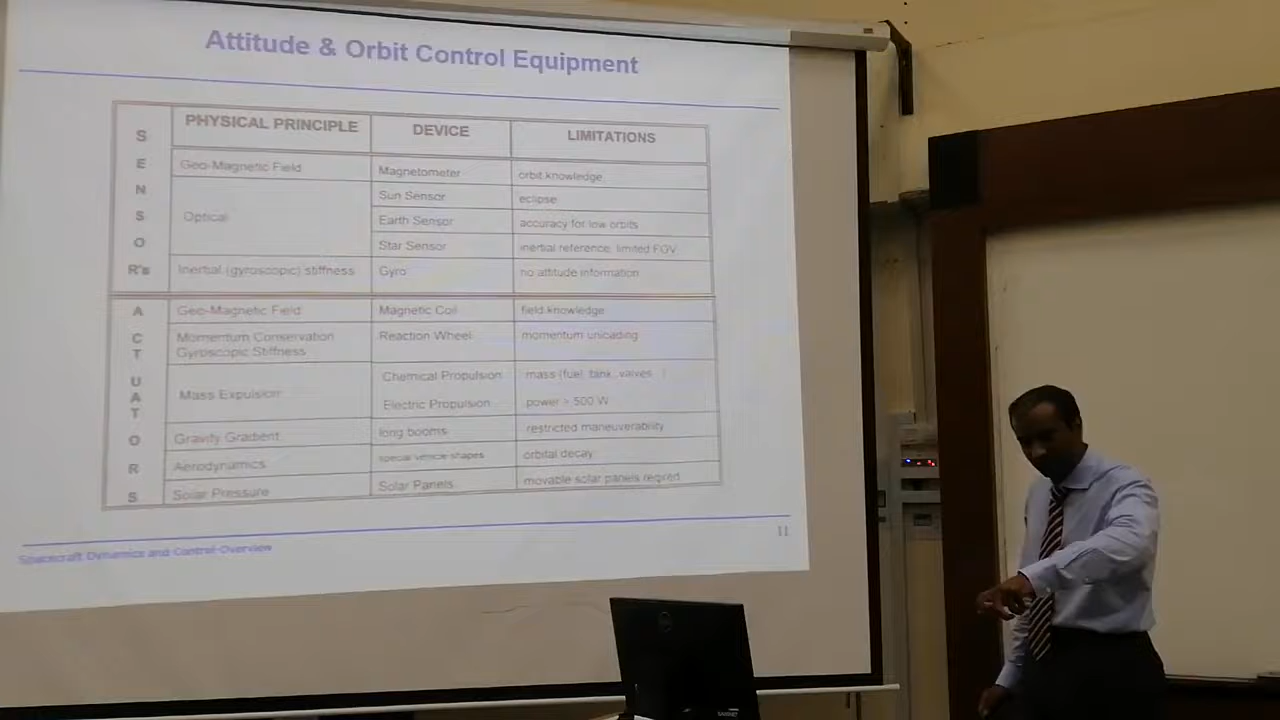 Attitude & Orbit Control Equipment
SENSOR's
PHYSICAL PRINCIPLE DEVICE LIMITATIONS
Geo-Magnetic Field Magnetometer orbit knowledge
Optical
Sun Sensor eclipse
Earth Sensor accuracy for low orbits
Star Sensor inertial reference, limited FOV
Inertial (gyroscopic) stiffness Gyro no attitude information
ACTUATORS
Geo-Magnetic Field Magnetic Coil field knowledge
Momentum Conservation Reaction Wheel momentum unloading
Gyroscopic Stiffness
Mass Expulsion
Chemical Propulsion mass (fuel, tank, valves )
Electric Propulsion power > 500 W
Gravity Gradient long booms restricted maneuverability
Aerodynamics special vehicle shapes orbital decay
Solar Pressure Solar Panels movable solar panels reqired
Spacecraft Dynamics and Control-Overview
11